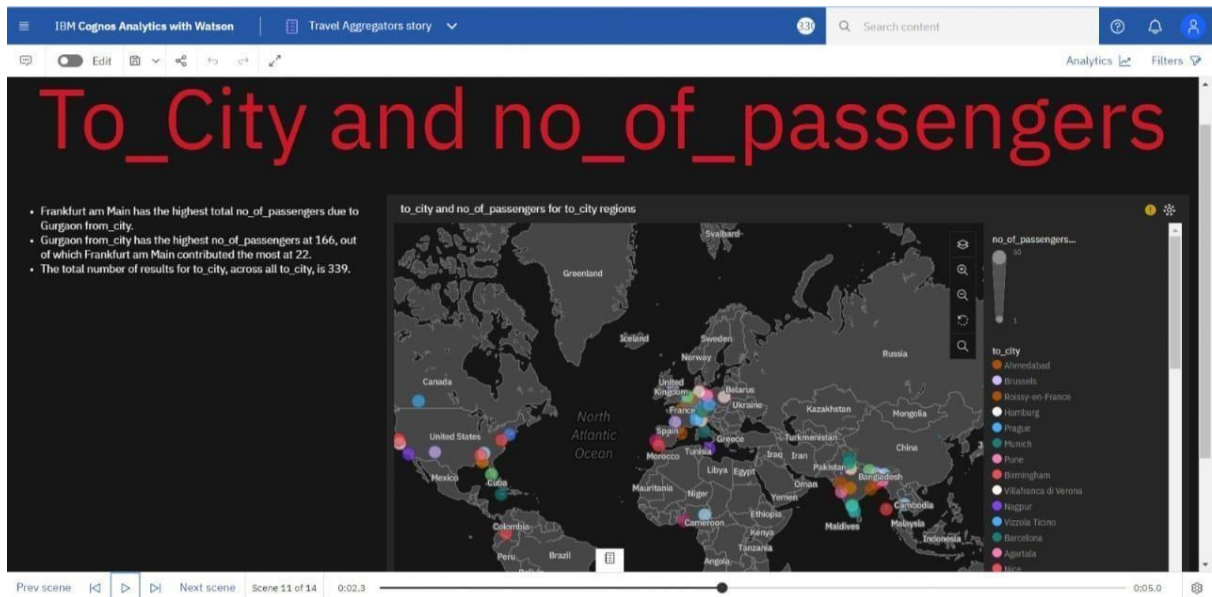 IBM Cognos Analytics with Watson
Travel Aggregators story
Search content
Edit
Analytics
Filters
To_City and no_of_passengers
Frankfurt am Main has the highest total no_of_passengers due to
Gurgaon from_city.
Gurgaon from_city has the highest no_of_passengers at 166, out
of which Frankfurt am Main contributed the most at 22.
The total number of results for to_city, across all to_city, is 339.
to_city and no_of_passengers for to_city regions
Svalbard
Greenland
Iceland
Sweden
Norway
Russia
Canada
United
Kingdom
Belarus
Ukraine
France
Kazakhstan
Mongolia
North
Atlantic
Ocean
United States
Spain
Greece
Turkmenistan
China
Morocco
Tunisia
Iraq
Iran
Pakistan
Mexico
Cuba
Libya
Egypt
Bangladesh
Oman
Mauritania
Niger
Yemen
Cambodia
Colombia
Cameroon
Ethiopia
Maldives
Malaysia
Kenya
Indonesia
Peru
Brazil
Tanzania
Angola
no_of_passengers...
60
1
to_city
Ahmedabad
Brussels
Roissy-en-France
Hamburg
Prague
Munich
Pune
Birmingham
Villafranca di Verona
Nagpur
Vizzola Ticino
Barcelona
Agartala
Nice
Prev scene
Next scene
Scene 11 of 14
0:02.3
0:05.0